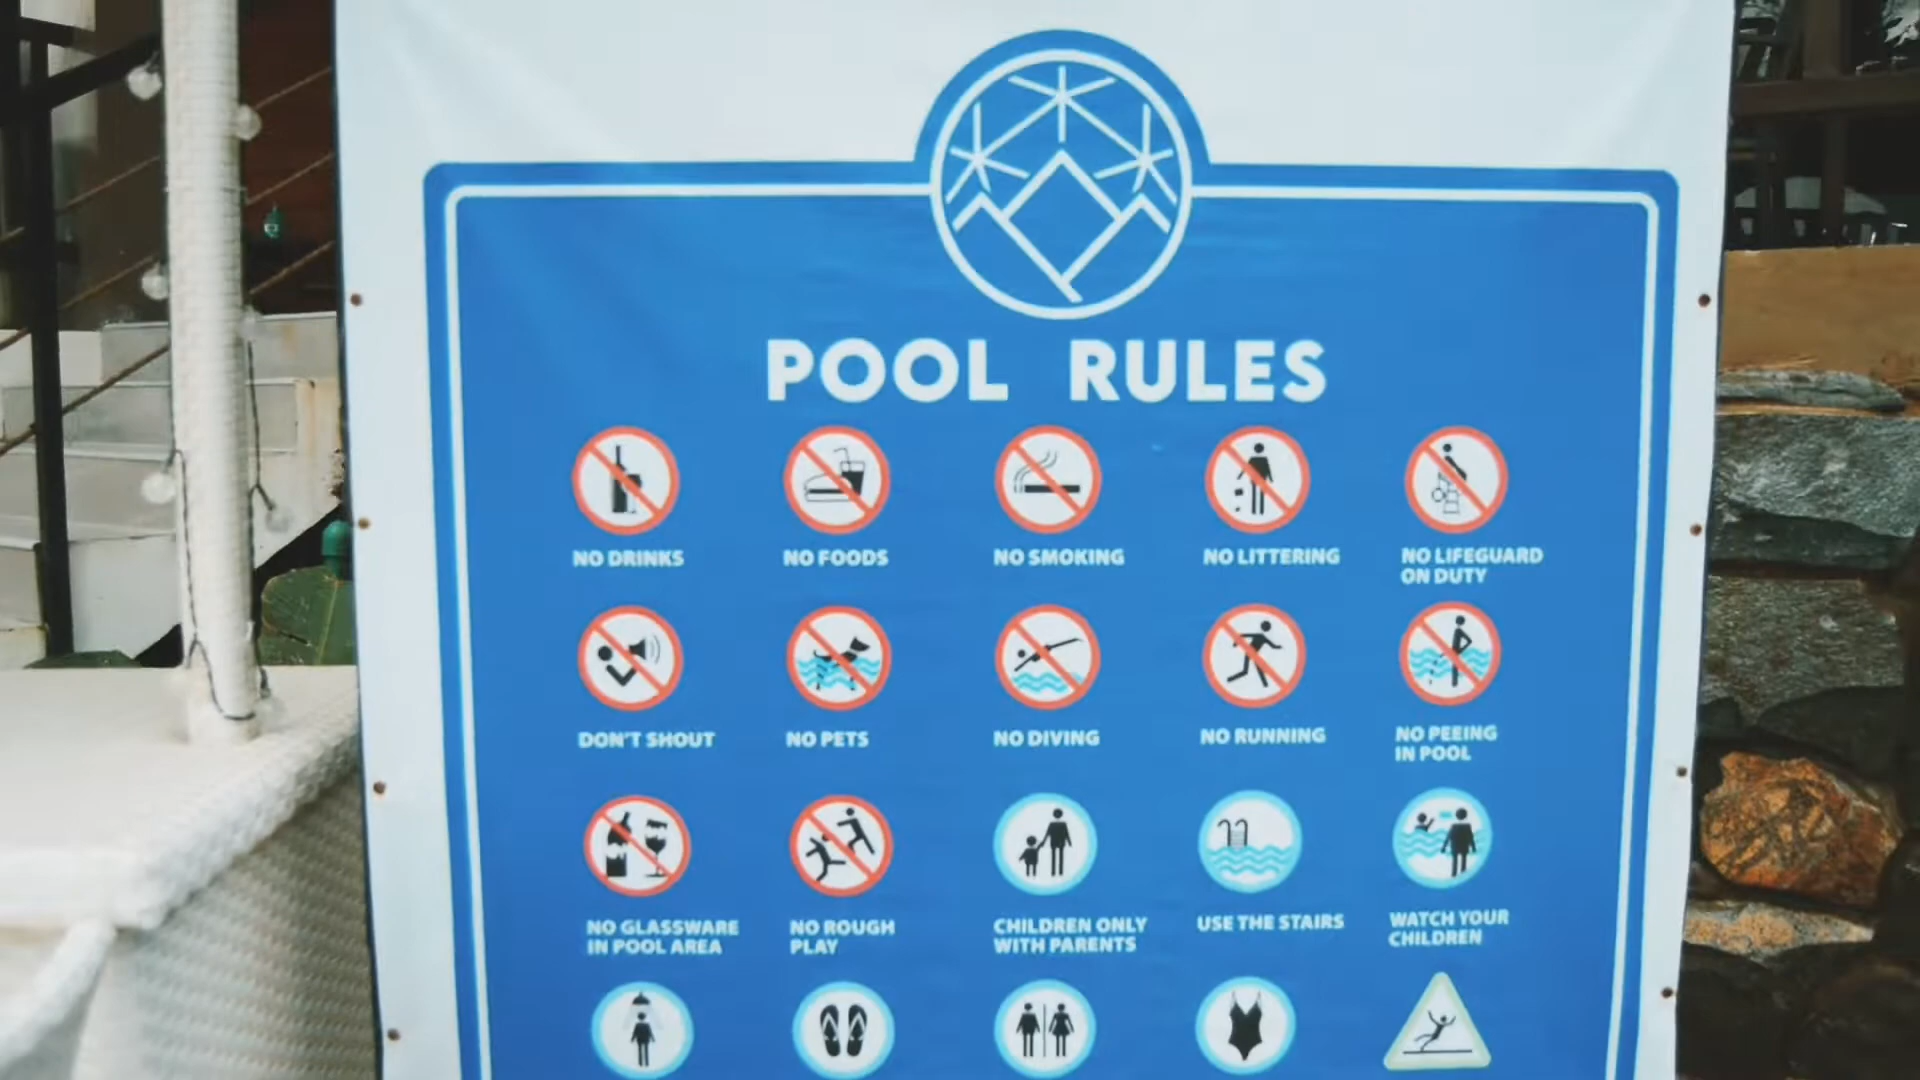 POOL RULES
NO DRINKS
NO FOODS
NO SMOKING
NO LITTERING
NO LIFEGUARD
ON DUTY
DON'T SHOUT
NO PETS
NO DIVING
NO RUNNING
NO PEEING
IN POOL
NO GLASSWARE
IN POOL AREA
NO ROUGH
PLAY
CHILDREN ONLY
WITH PARENTS
USE THE STAIRS
WATCH YOUR
CHILDREN